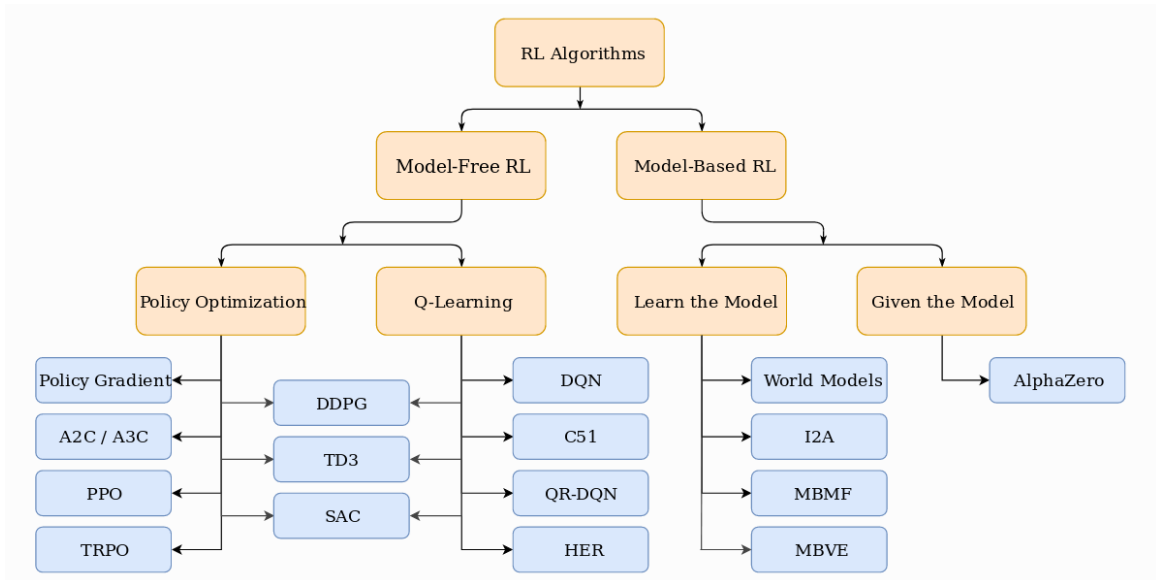 RL Algorithms
Model-Free RL
Model-Based RL
Policy Optimization
Q-Learning
Learn the Model
Given the Model
Policy Gradient
A2C / A3C
PPO
TRPO
DDPG
TD3
SAC
DQN
C51
QR-DQN
HER
World Models
I2A
MBMF
MBVE
AlphaZero